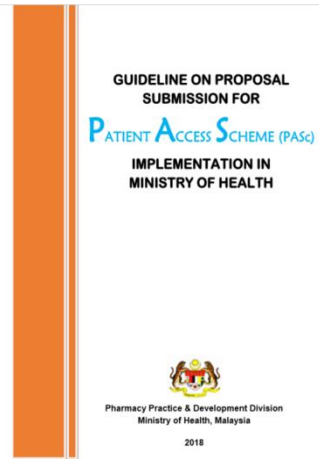 GUIDELINE ON PROPOSAL
SUBMISSION FOR
PATIENT ACCESS SCHEME (PASc)
IMPLEMENTATION IN
MINISTRY OF HEALTH
Pharmacy Practice & Development Division
Ministry of Health, Malaysia
2018